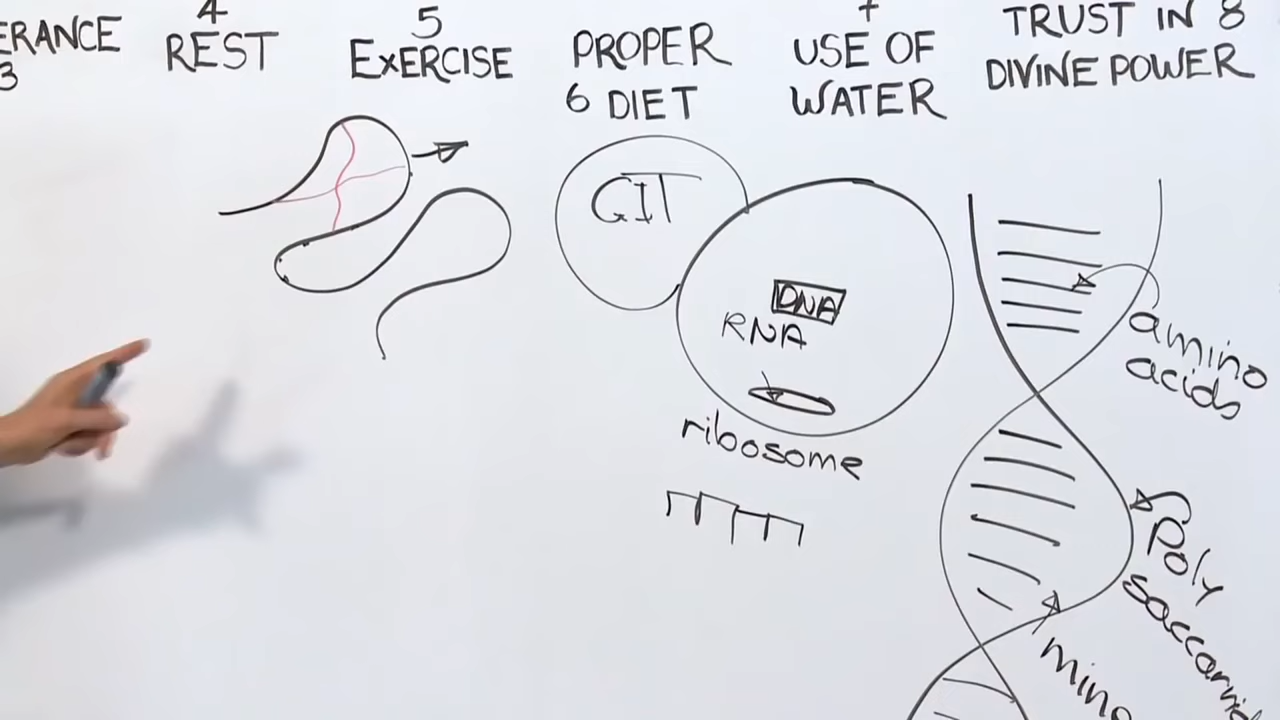 ERANCE
3
4
REST
5
EXERCISE
PROPER
6 DIET
USE OF
WATER
TRUST IN 8
DIVINE POWER
GIT
DNA
RNA
ribosome
amino
acids
Poly
saccarid
mino